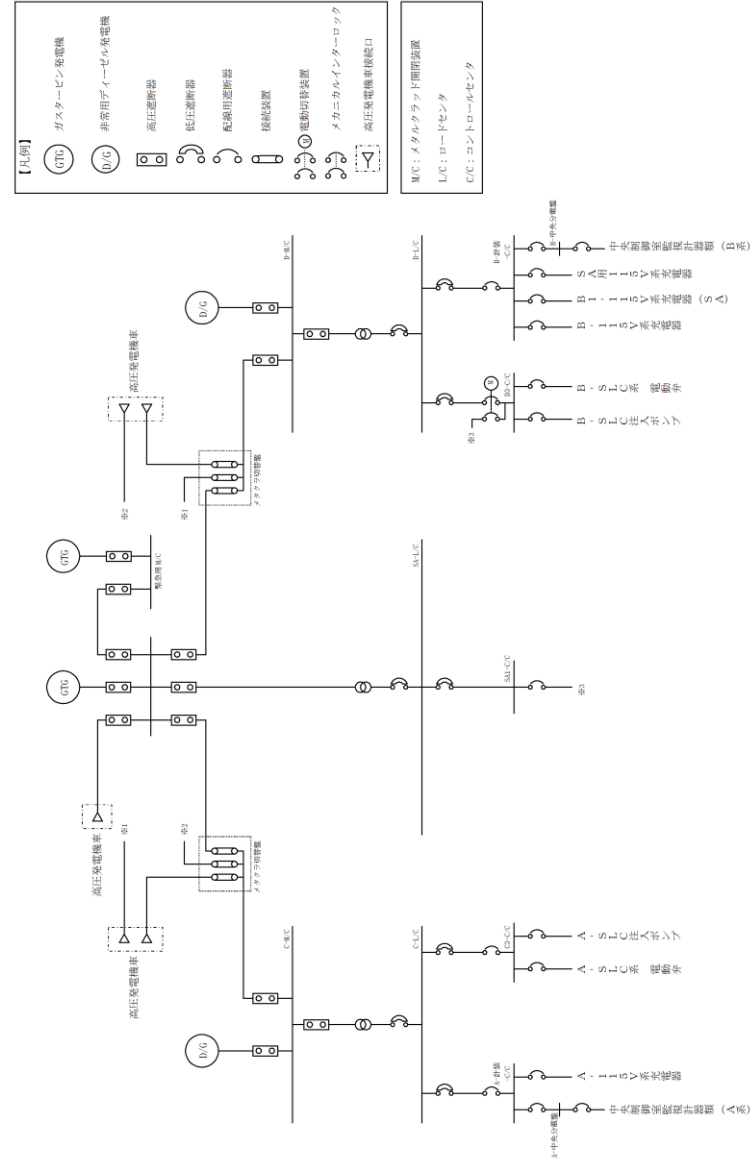 【凡例】
GTG
ガスタービン発電機
D/G
非常用ディーゼル発電機
高圧遮断器
低圧遮断器
配線用遮断器
接続装置
M
電動切替装置
メカニカルインターロック
高圧発電機車接続口
M/C：メタルクラッド開閉装置
L/C：ロードセンタ
C/C：コントロールセンタ
高圧発電機車
※1
高圧発電機車
※2
メタクラ切替盤
D/G
C-M/C
C-L/C
A-計装
-C/C
C2-C/C
A-中央分電盤
中央制御室監視計器類（A系）
A-115V系充電器
A-SLC系 電動弁
A-SLC注入ポンプ
GTG
GTG
緊急用M/C
SA-L/C
SA1-C/C
※3
高圧発電機車
※2
※1
メタクラ切替盤
D/G
D-M/C
D-L/C
※3
M
D3-C/C
B-計装
-C/C
B-中央分電盤
B-SLC注入ポンプ
B-SLC系 電動弁
B-115V系充電器
B1-115V系充電器（SA）
SA用115V系充電器
中央制御室監視計器類（B系）